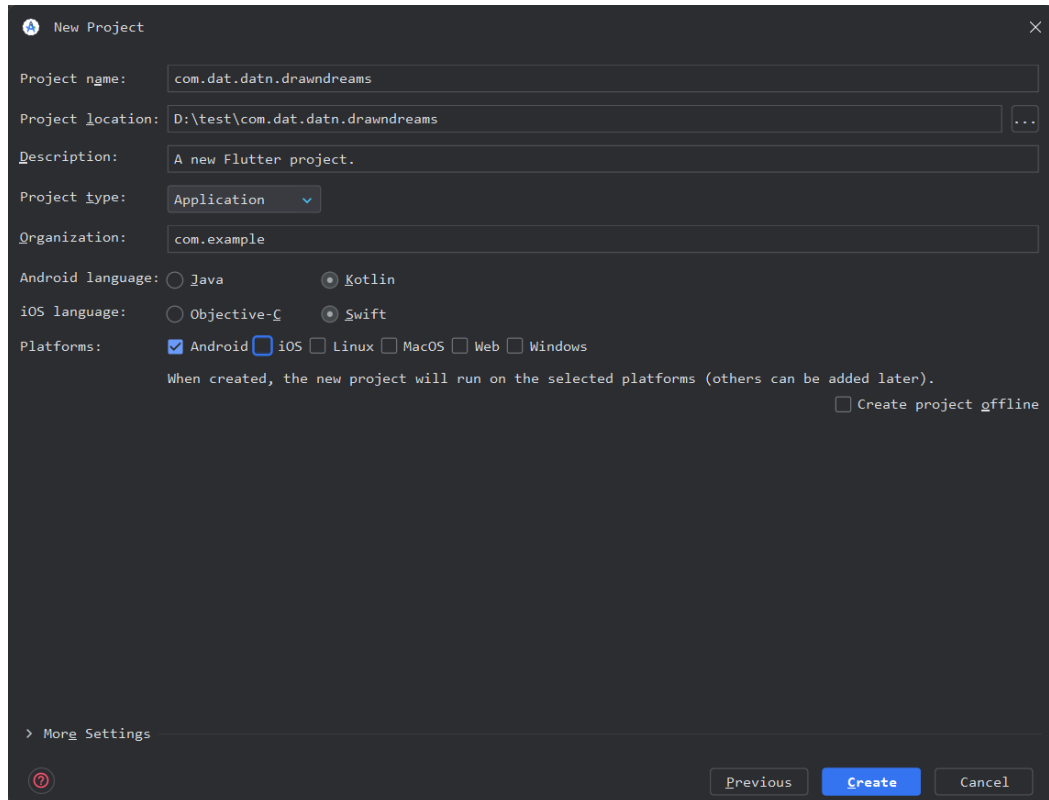 New Project
Project name: com.dat.datn.drawndreams
Project location: D:\test\com.dat.datn.drawndreams ...
Description: A new Flutter project.
Project type: Application
Organization: com.example
Android language: Java Kotlin
iOS language: Objective-C Swift
Platforms: Android iOS Linux MacOS Web Windows
When created, the new project will run on the selected platforms (others can be added later).
Create project offline
More Settings
? Previous Create Cancel